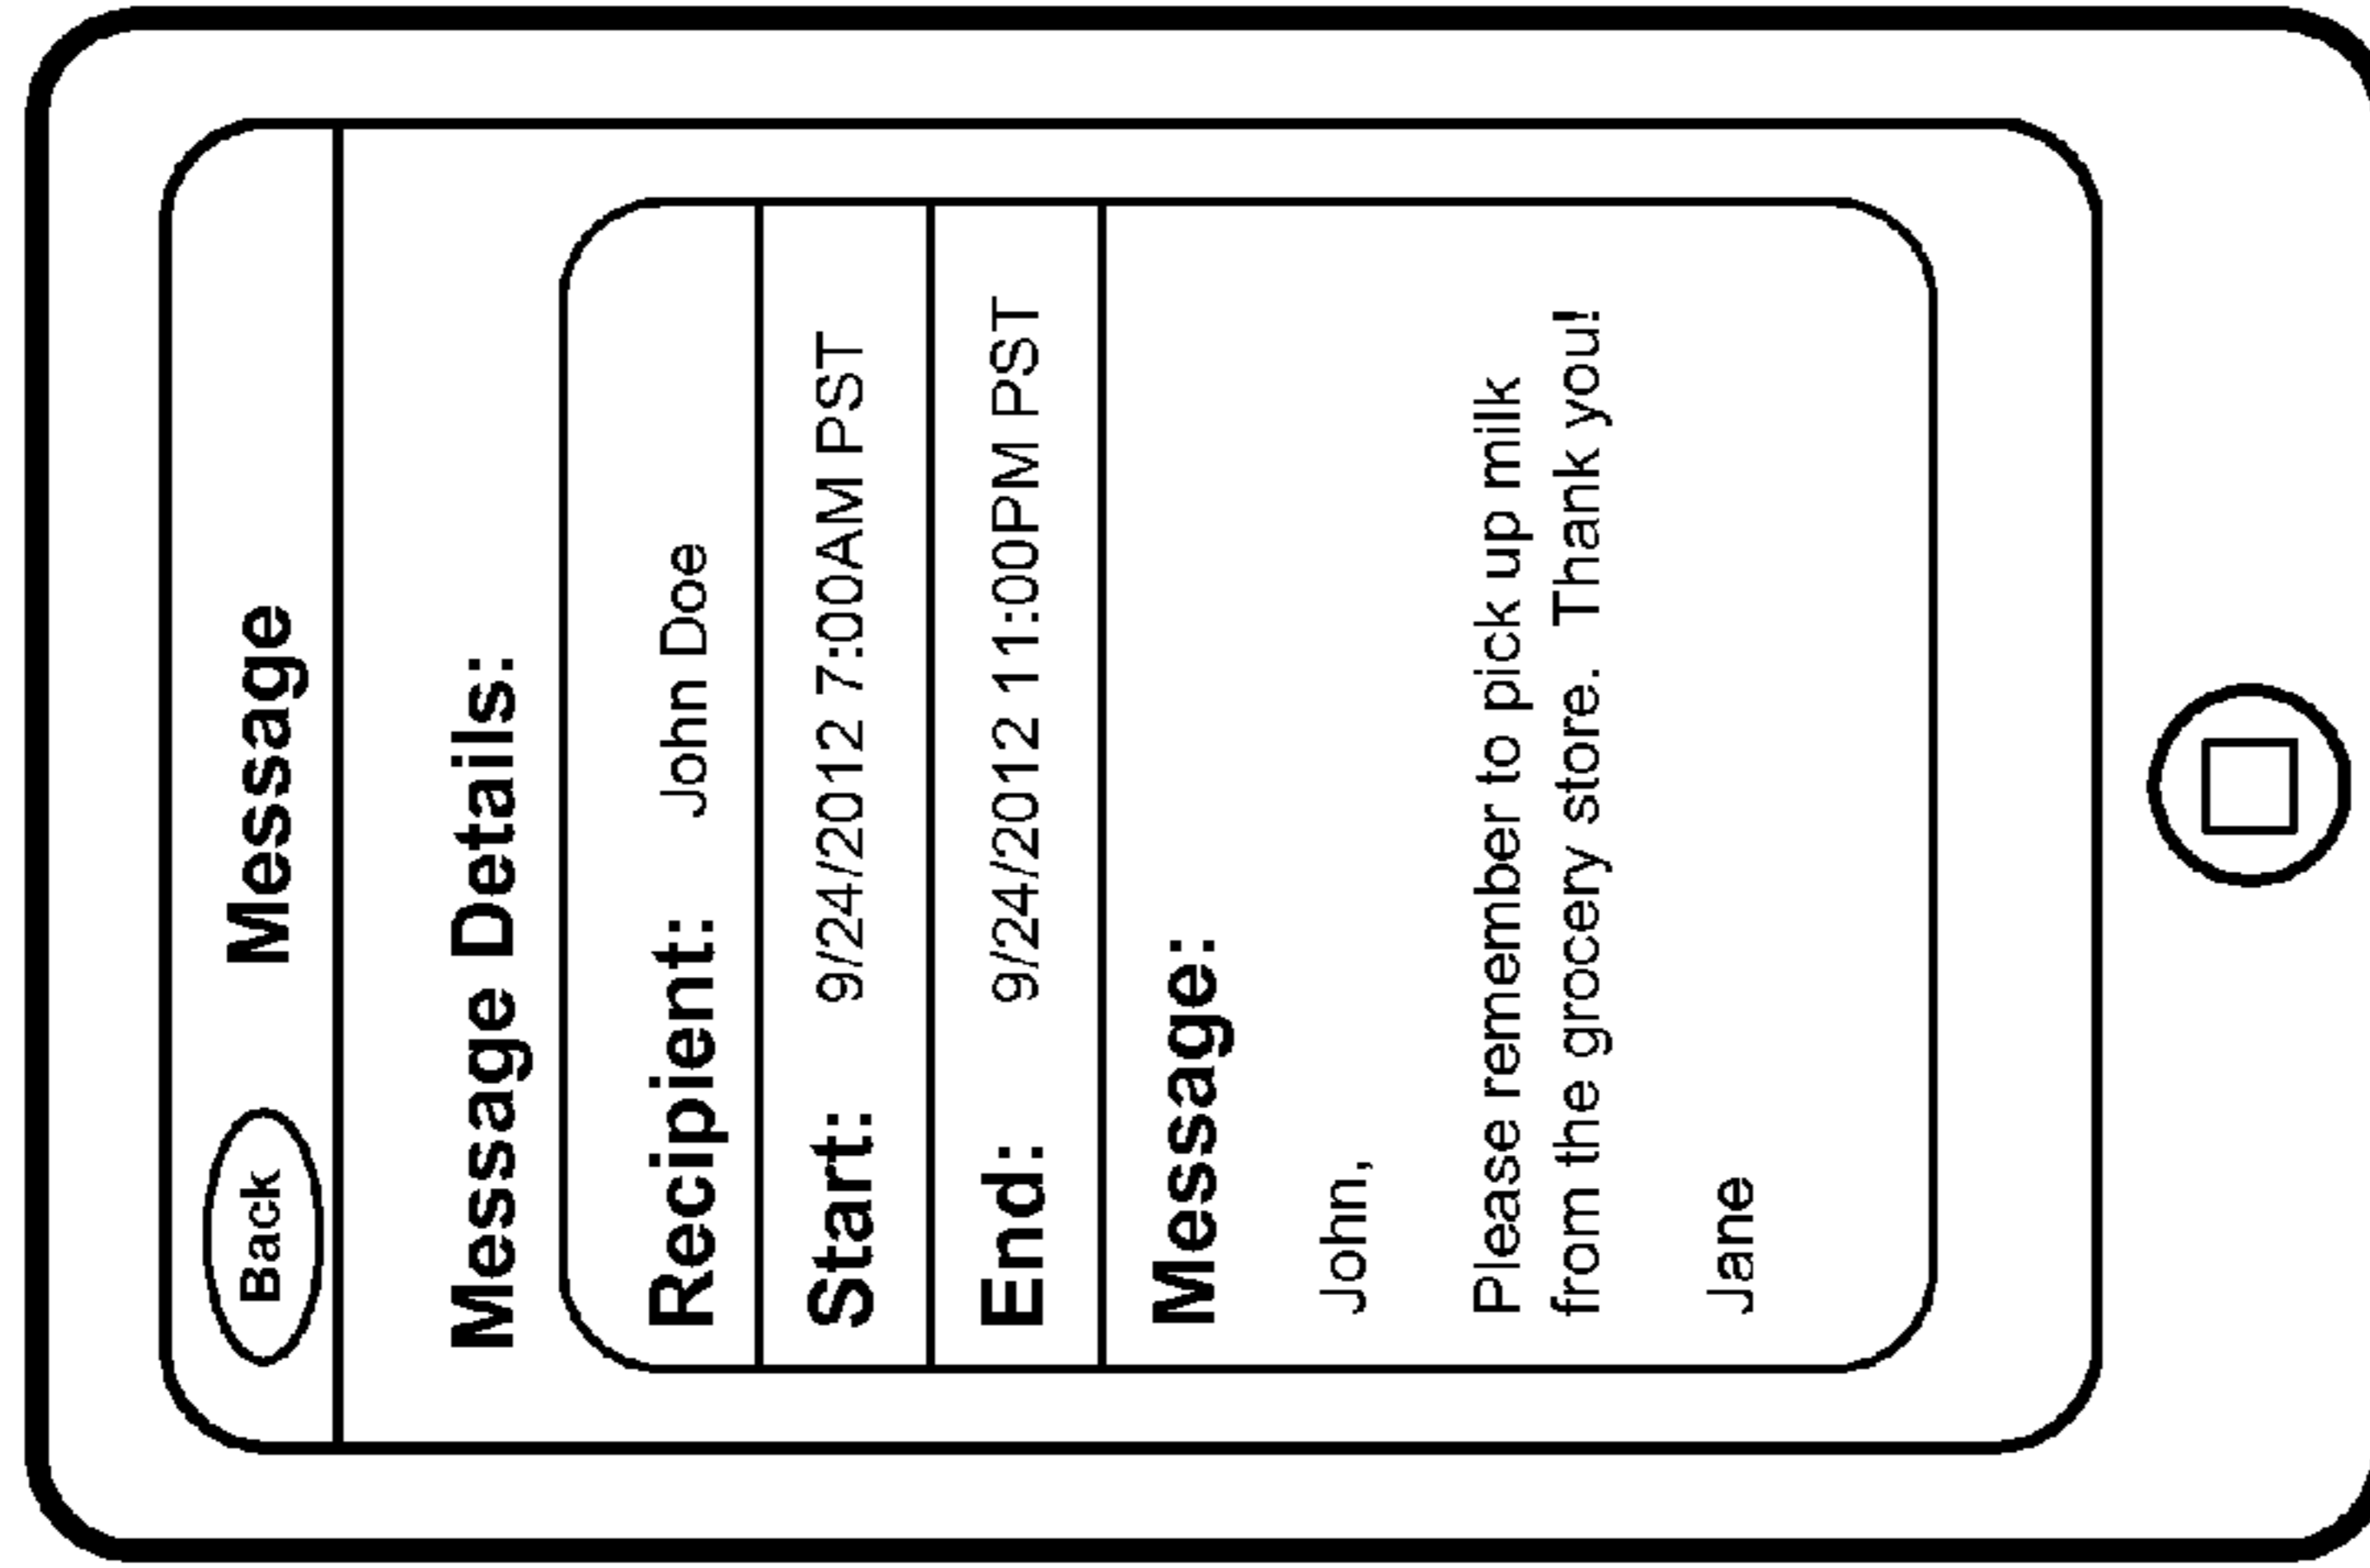 Back Message
Message Details:
Recipient: John Doe
Start: 9/24/2012 7:00AM PST
End: 9/24/2012 11:00PM PST
Message:
John,
Please remember to pick up milk
from the grocery store.  Thank you!
Jane